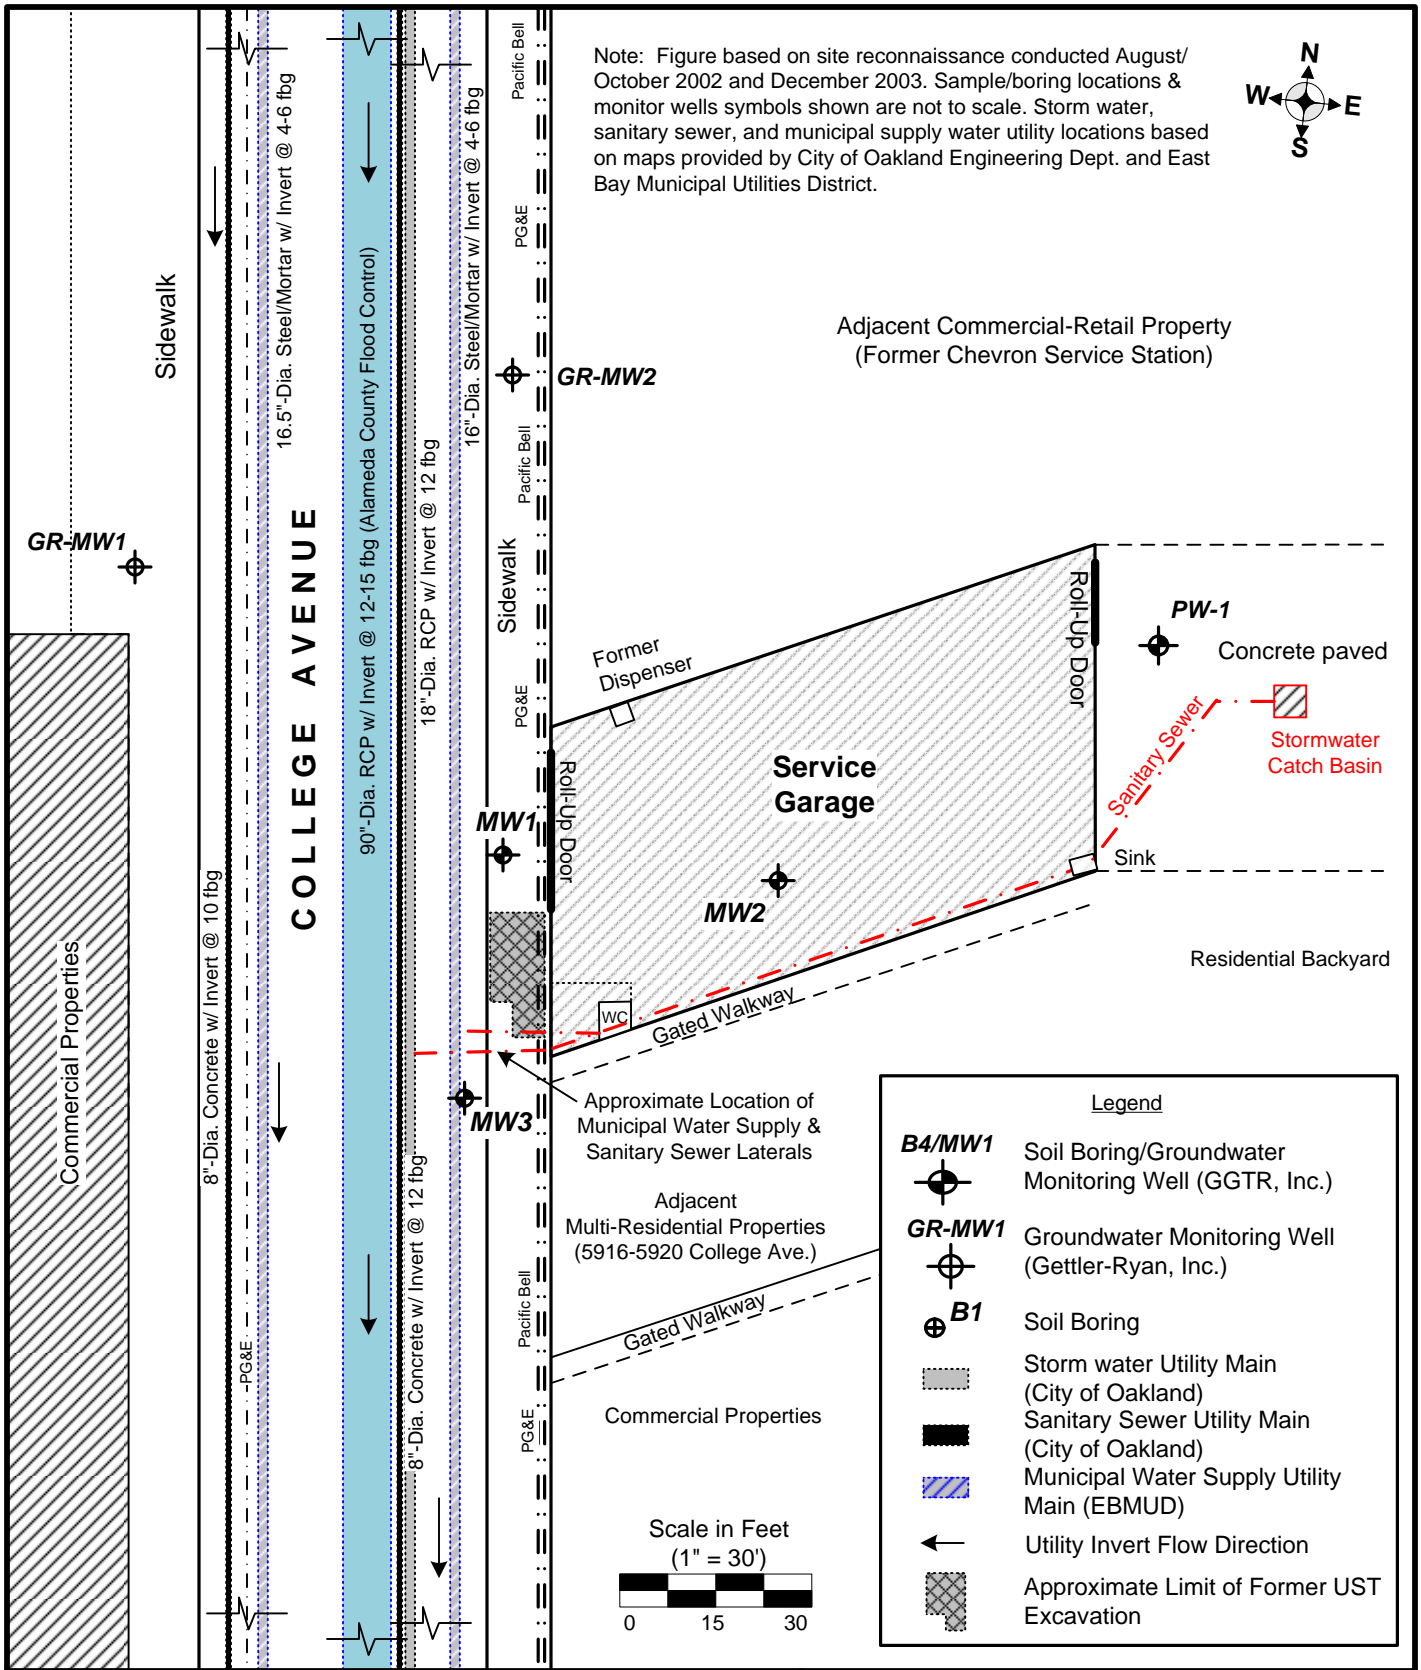 Note: Figure based on site reconnaissance conducted August/
October 2002 and December 2003. Sample/boring locations &
monitor wells symbols shown are not to scale. Storm water,
sanitary sewer, and municipal supply water utility locations based
on maps provided by City of Oakland Engineering Dept. and East
Bay Municipal Utilities District.
N
W
E
S
Sidewalk
16.5"-Dia. Steel/Mortar w/ Invert @ 4-6 fbg
90"-Dia. RCP w/ Invert @ 12-15 fbg (Alameda County Flood Control)
16"-Dia. Steel/Mortar w/ Invert @ 4-6 fbg
18"-Dia. RCP w/ Invert @ 12 fbg
Pacific Bell
PG&E
Adjacent Commercial-Retail Property
(Former Chevron Service Station)
GR-MW2
Pacific Bell
GR-MW1
COLLEGE AVENUE
Sidewalk
PG&E
Former
Dispenser
Roll-Up Door
PW-1
Concrete paved
Sanitary Sewer
Stormwater
Catch Basin
Service
Garage
Roll-Up Door
MW1
MW2
Sink
8"-Dia. Concrete w/ Invert @ 10 fbg
Commercial Properties
Residential Backyard
WC
Gated Walkway
MW3
Approximate Location of
Municipal Water Supply &
Sanitary Sewer Laterals
8"-Dia. Concrete w/ Invert @ 12 fbg
Adjacent
Multi-Residential Properties
(5916-5920 College Ave.)
Pacific Bell
PG&E
Gated Walkway
PG&E
Commercial Properties
Scale in Feet
(1" = 30')
0 15 30
Legend
B4/MW1
Soil Boring/Groundwater
Monitoring Well (GGTR, Inc.)
GR-MW1
Groundwater Monitoring Well
(Gettler-Ryan, Inc.)
B1
Soil Boring
Storm water Utility Main
(City of Oakland)
Sanitary Sewer Utility Main
(City of Oakland)
Municipal Water Supply Utility
Main (EBMUD)
Utility Invert Flow Direction
Approximate Limit of Former UST
Excavation